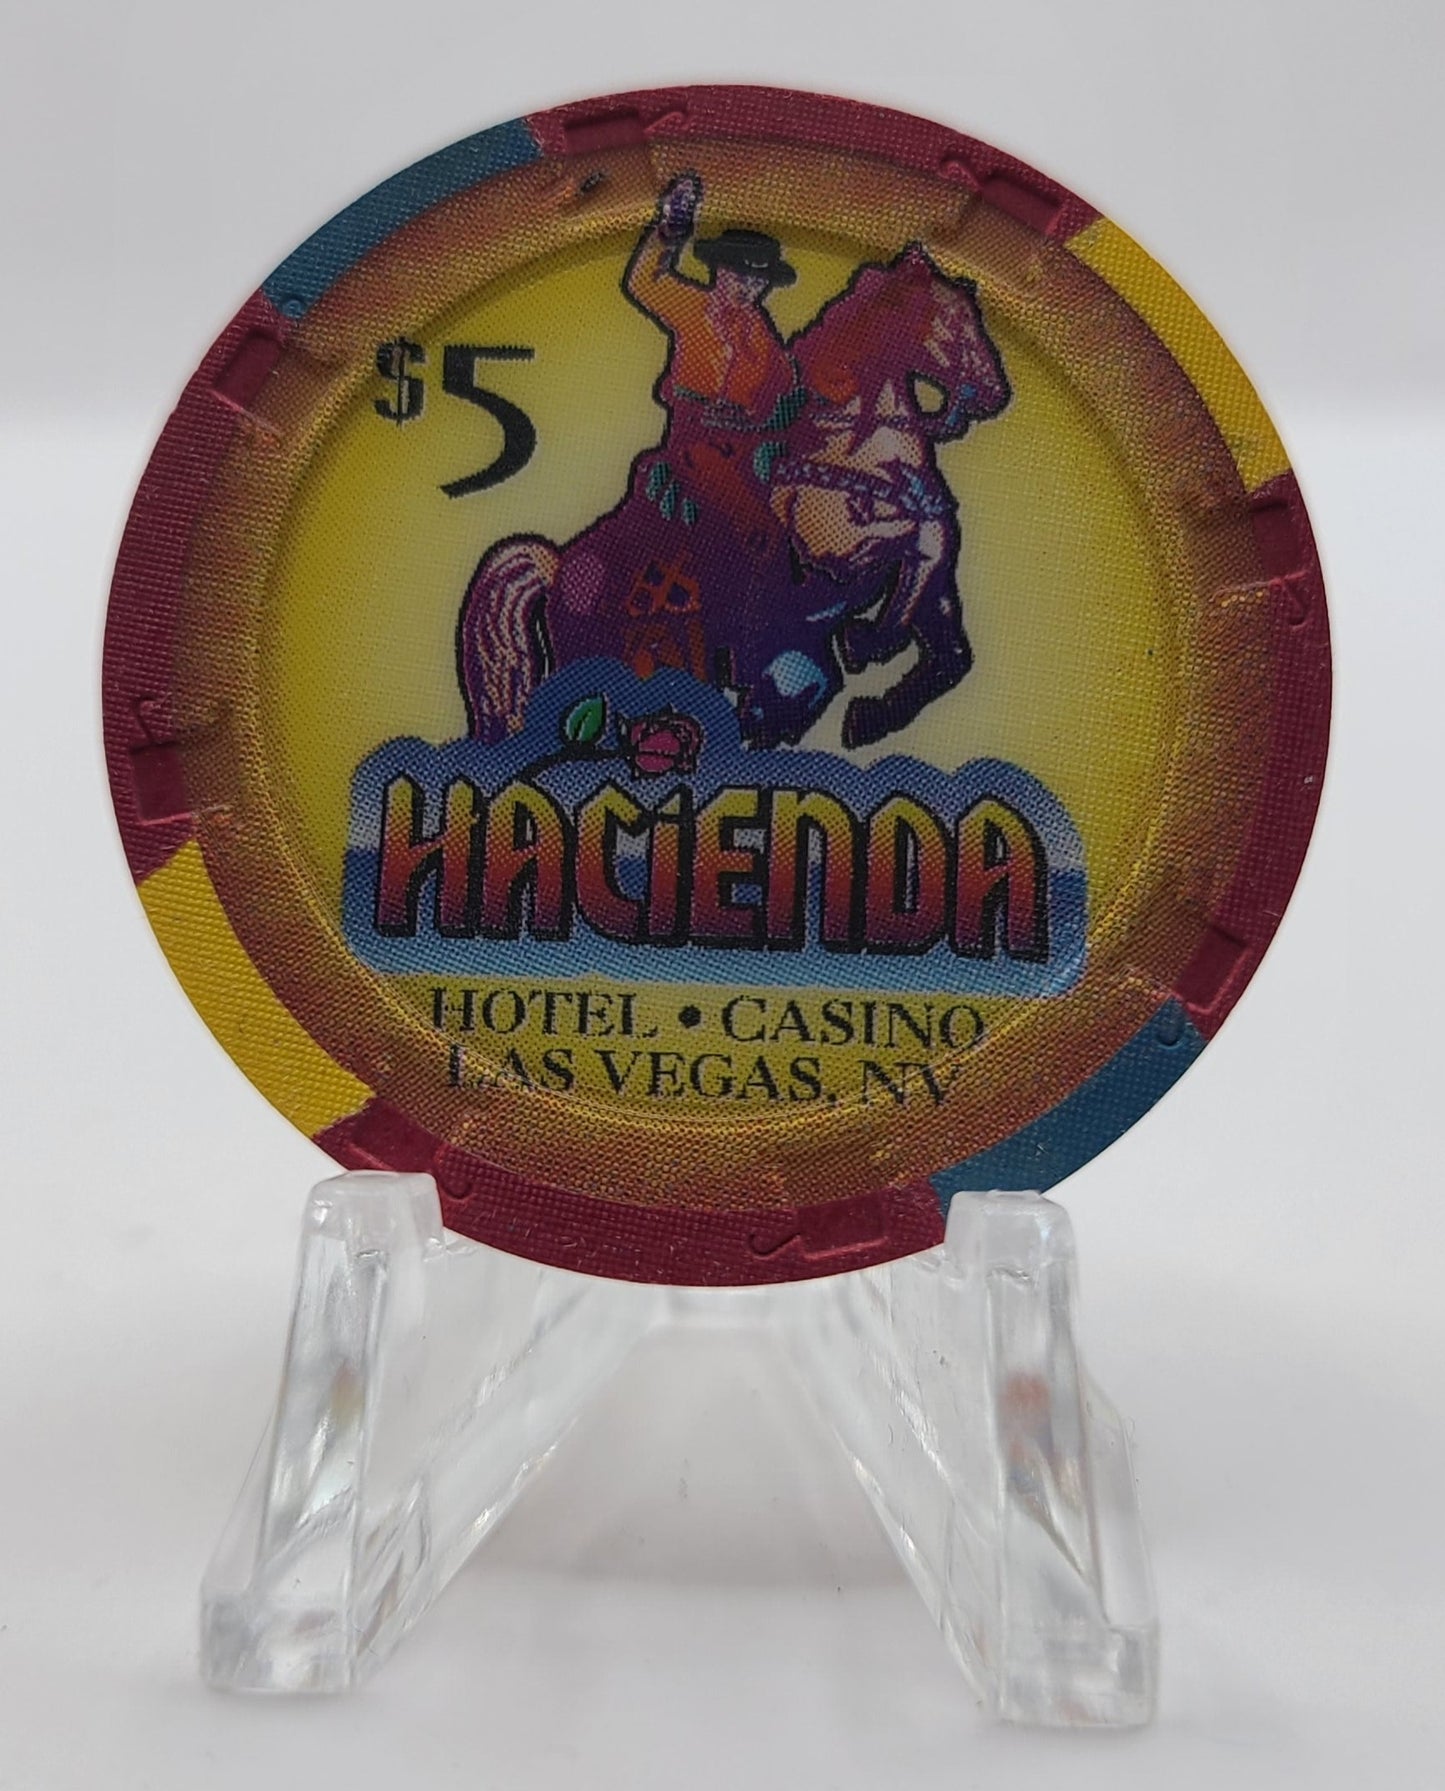 $5
HACiENDA
HOTEL • CASINO
LAS VEGAS, NV